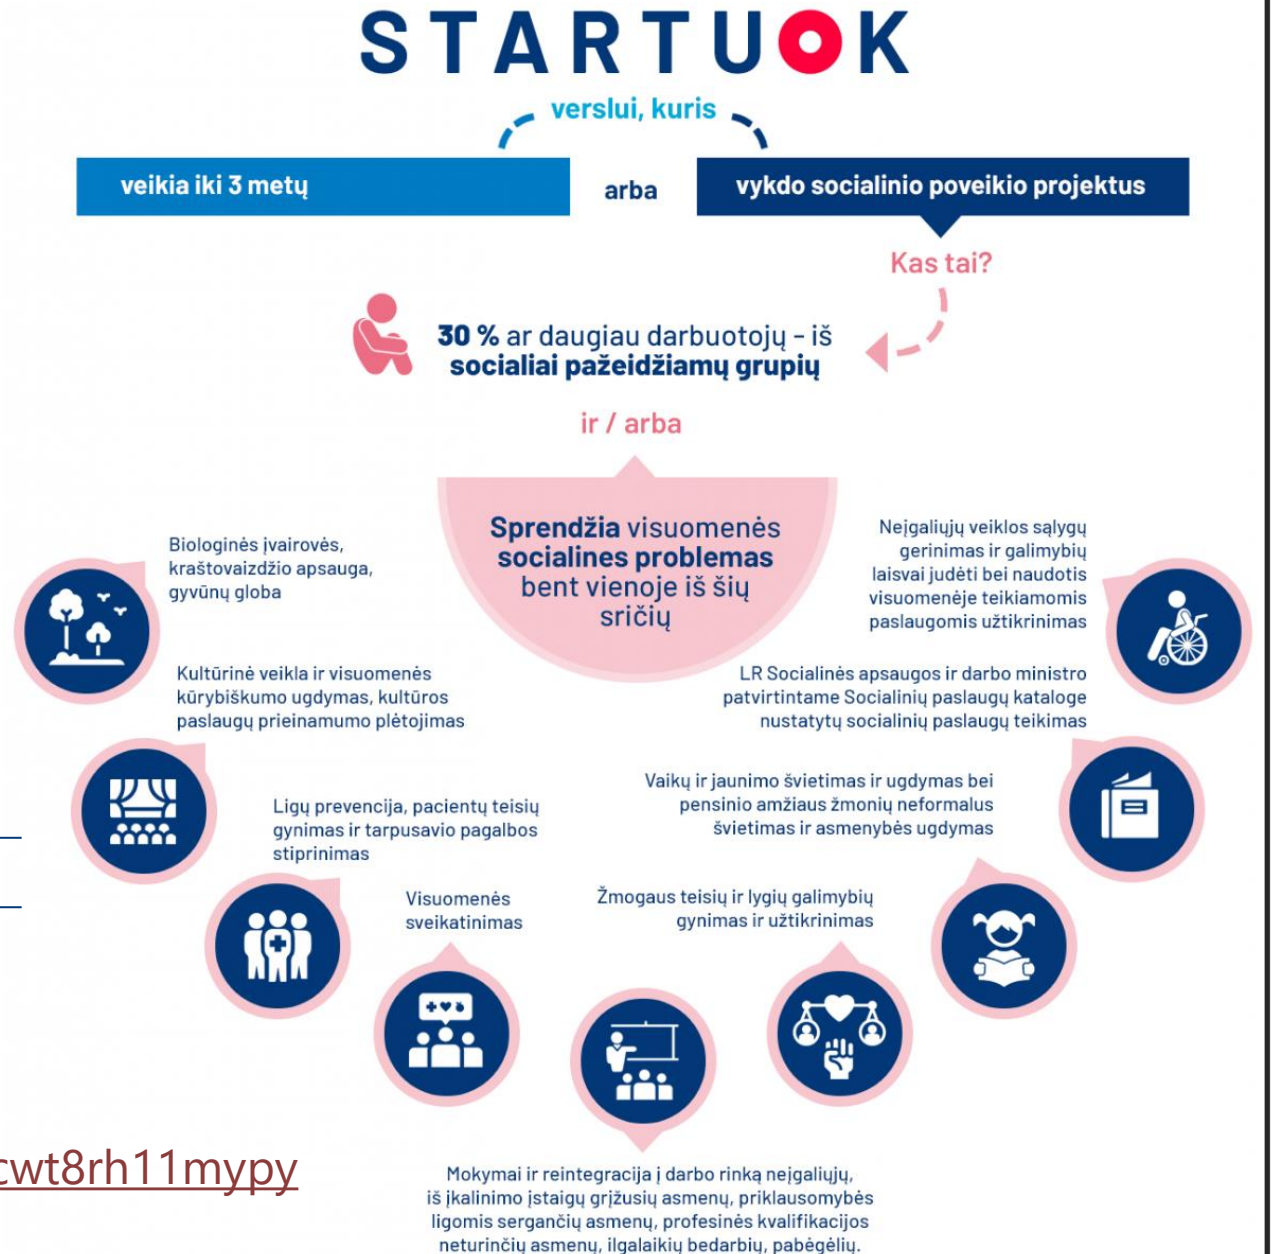 STARTUOK
verslui, kuris
veikia iki 3 metų
arba
vykdo socialinio poveikio projektus
Kas tai?
30 % ar daugiau darbuotojų - iš
socialiai pažeidžiamų grupių
ir / arba
Sprendžia visuomenės
socialines problemas
bent vienoje iš šių
sričių
Biologinės įvairovės,
kraštovaizdžio apsauga,
gyvūnų globa
Neįgaliųjų veiklos sąlygų
gerinimas ir galimybių
laisvai judėti bei naudotis
visuomenėje teikiamomis
paslaugomis užtikrinimas
Kultūrinė veikla ir visuomenės
kūrybiškumo ugdymas, kultūros
paslaugų prieinamumo plėtojimas
LR Socialinės apsaugos ir darbo ministro
patvirtintame Socialinių paslaugų kataloge
nustatytų socialinių paslaugų teikimas
Ligų prevencija, pacientų teisių
gynimas ir tarpusavio pagalbos
stiprinimas
Vaikų ir jaunimo švietimas ir ugdymas bei
pensinio amžiaus žmonių neformalus
švietimas ir asmenybės ugdymas
Visuomenės
sveikatinimas
Žmogaus teisių ir lygių galimybių
gynimas ir užtikrinimas
cwt8rh11mypy
Mokymai ir reintegracija į darbo rinką neįgaliųjų,
iš įkalinimo įstaigų grįžusių asmenų, priklausomybės
ligomis sergančių asmenų, profesinės kvalifikacijos
neturinčių asmenų, ilgalaikių bedarbių, pabėgėlių.